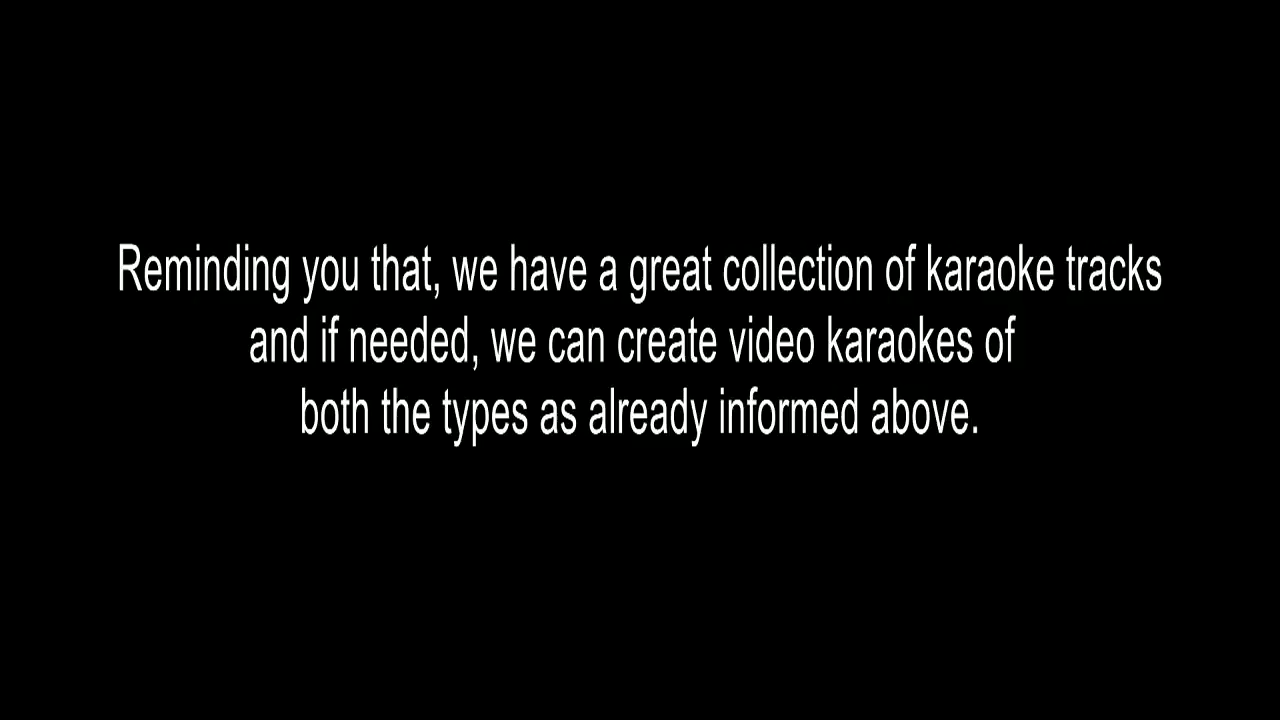 Reminding you that, we have a great collection of karaoke tracks
and if needed, we can create video karaokes of
both the types as already informed above.